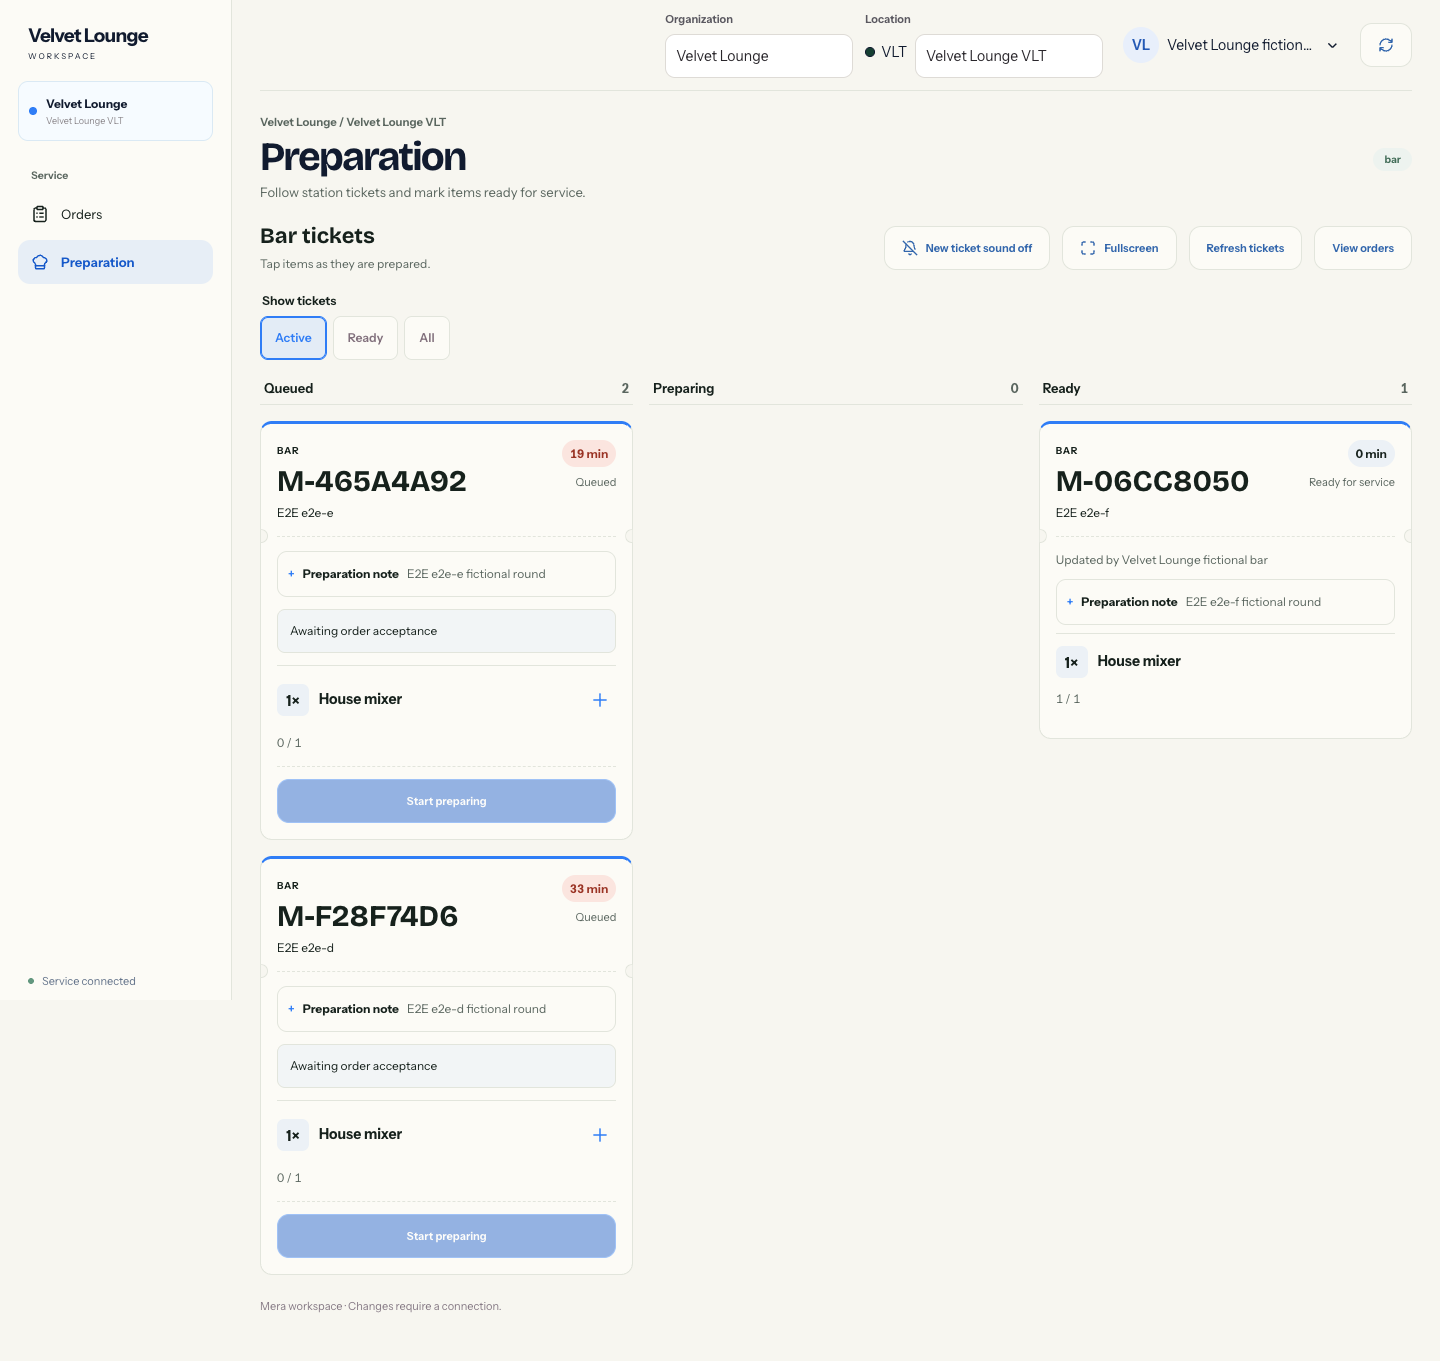 Velvet Lounge
WORKSPACE
Velvet Lounge
Velvet Lounge VLT
Service
Orders
Preparation
Service connected
Organization
Velvet Lounge
Location
VLT
Velvet Lounge VLT
VL
Velvet Lounge fiction...
Velvet Lounge / Velvet Lounge VLT
Preparation
bar
Follow station tickets and mark items ready for service.
Bar tickets
Tap items as they are prepared.
New ticket sound off
Fullscreen
Refresh tickets
View orders
Show tickets
Active
Ready
All
Queued
2
BAR
19 min
M-465A4A92
Queued
E2E e2e-e
+ Preparation note E2E e2e-e fictional round
Awaiting order acceptance
1×
House mixer
0 / 1
Start preparing
BAR
33 min
M-F28F74D6
Queued
E2E e2e-d
+ Preparation note E2E e2e-d fictional round
Awaiting order acceptance
1×
House mixer
0 / 1
Start preparing
Preparing
0
Ready
1
BAR
0 min
M-06CC8050
Ready for service
E2E e2e-f
Updated by Velvet Lounge fictional bar
+ Preparation note E2E e2e-f fictional round
1×
House mixer
1 / 1
Mera workspace · Changes require a connection.